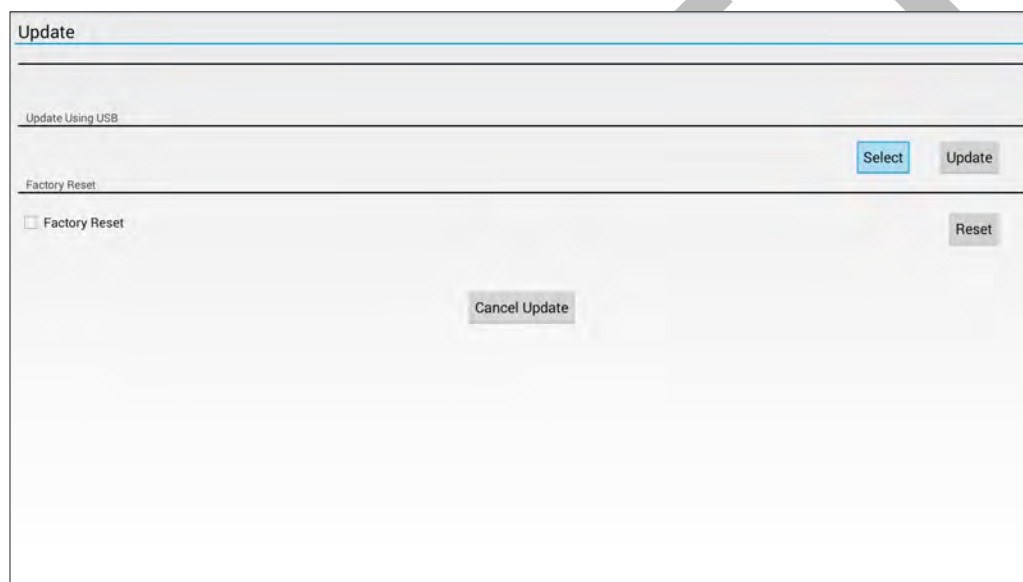 Update
Update Using USB
Select Update
Factory Reset
Factory Reset
Reset
Cancel Update